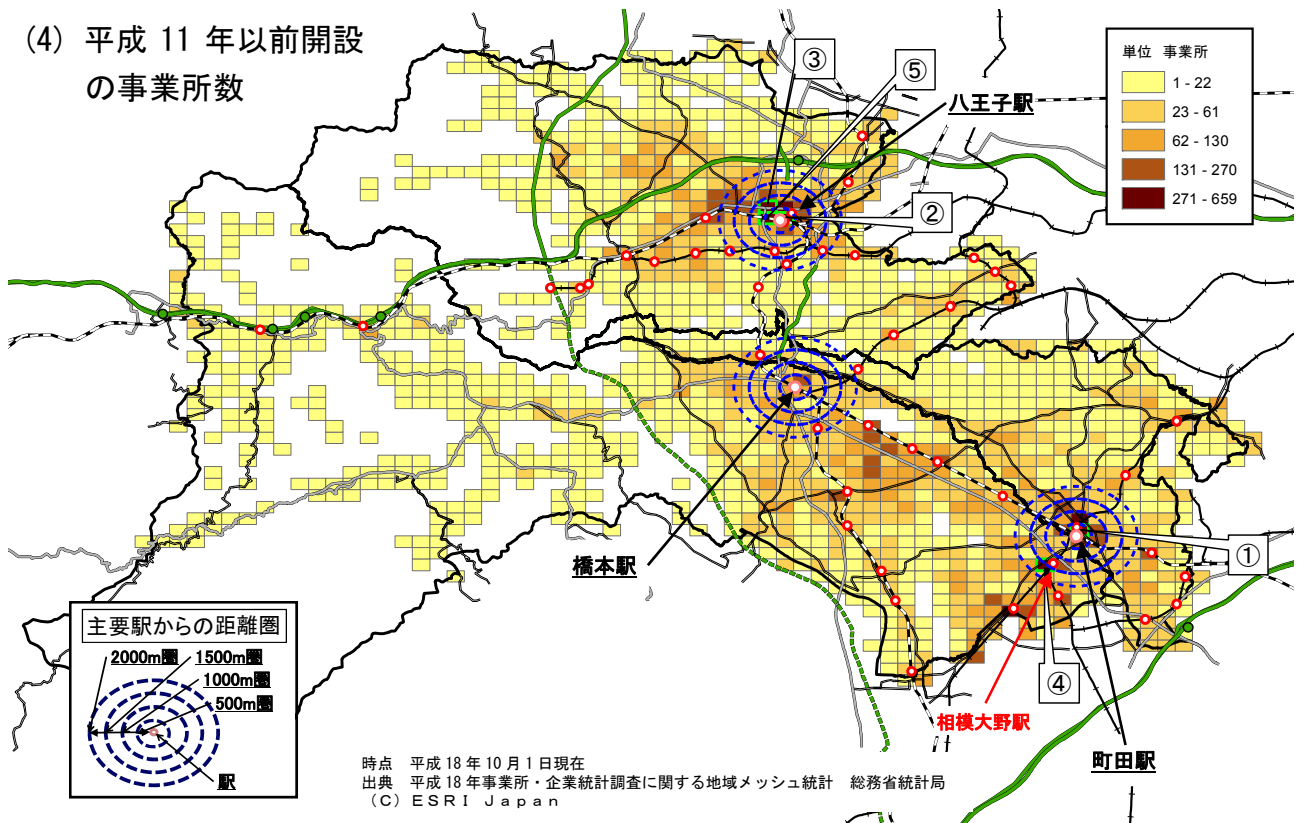 (4) 平成 11 年以前開設
の事業所数
③
⑤
八王子駅
単位 事業所
1 - 22
23 - 61
62 - 130
131 - 270
271 - 659
②
橋本駅
①
④
相模大野駅
町田駅
主要駅からの距離圏
2000m圏
1500m圏
1000m圏
500m圏
駅
時点 平成 18 年 10 月 1 日現在
出典 平成 18 年事業所・企業統計調査に関する地域メッシュ統計 総務省統計局
(C) ESRI Japan